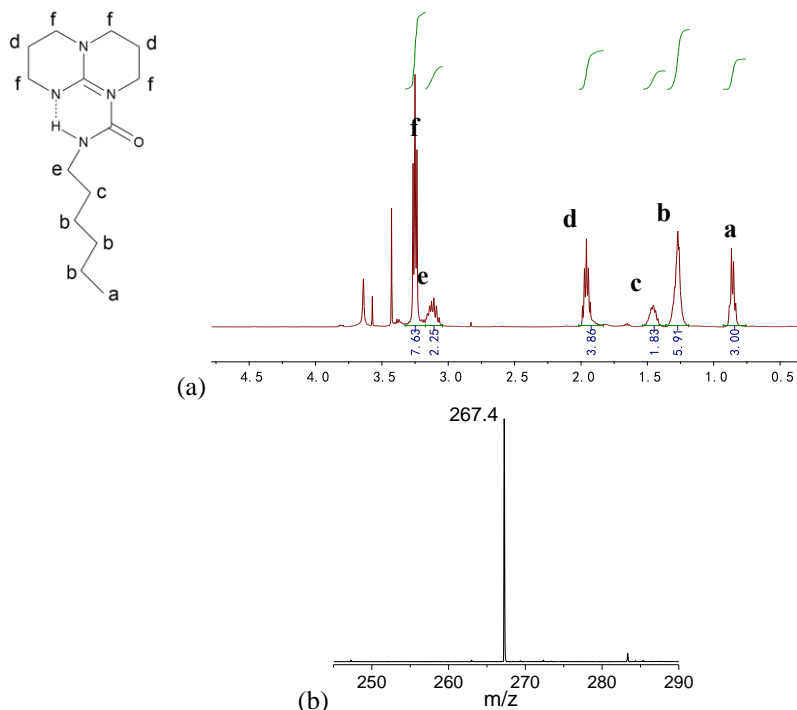 f f
d d
N
f f
N N
H N O
e
c
b
b
b
a
f
e
d
c
b
a
7.63
2.25
3.86
1.83
5.91
3.00
4.5 4.0 3.5 3.0 2.5 2.0 1.5 1.0 0.5
(a)
267.4
250 260 270 280 290
m/z
(b)